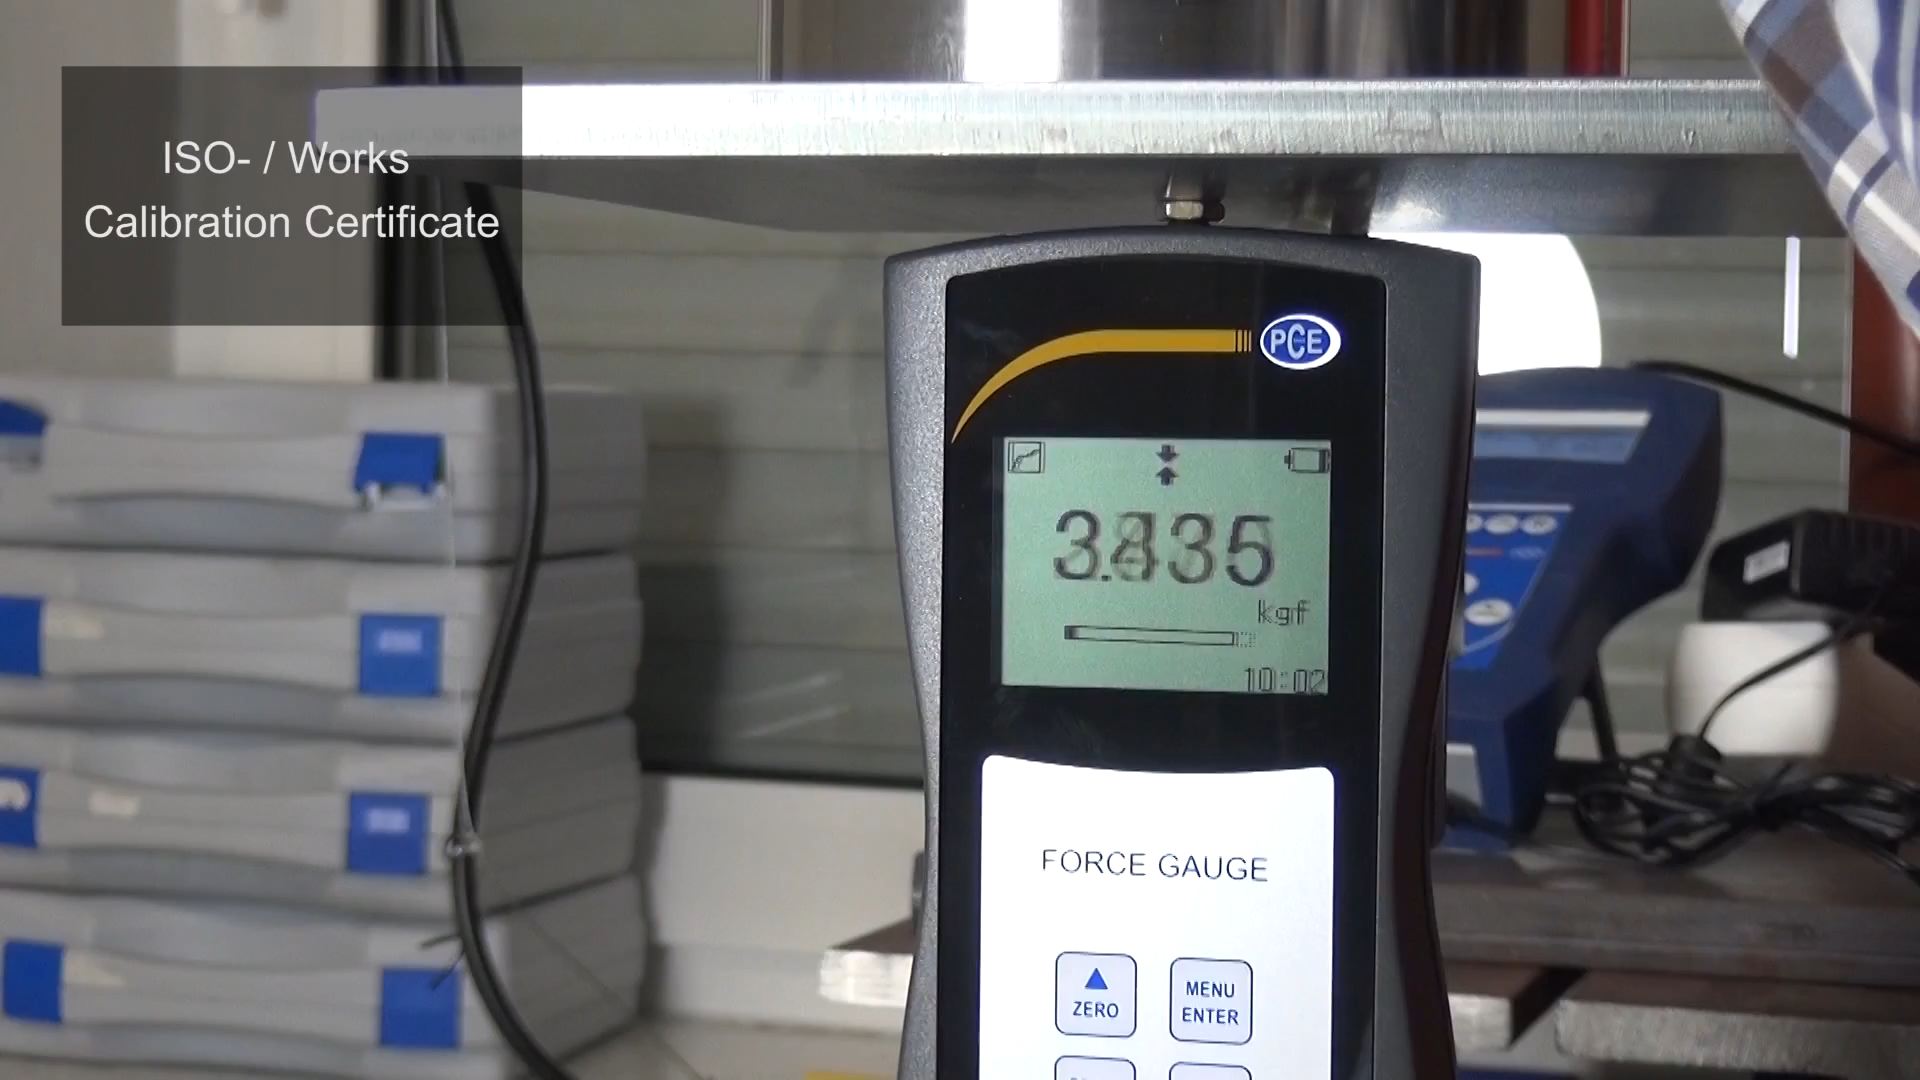 ISO- / Works
Calibration Certificate
PCE
kgf
10:02
FORCE GAUGE
ZERO
MENU
ENTER